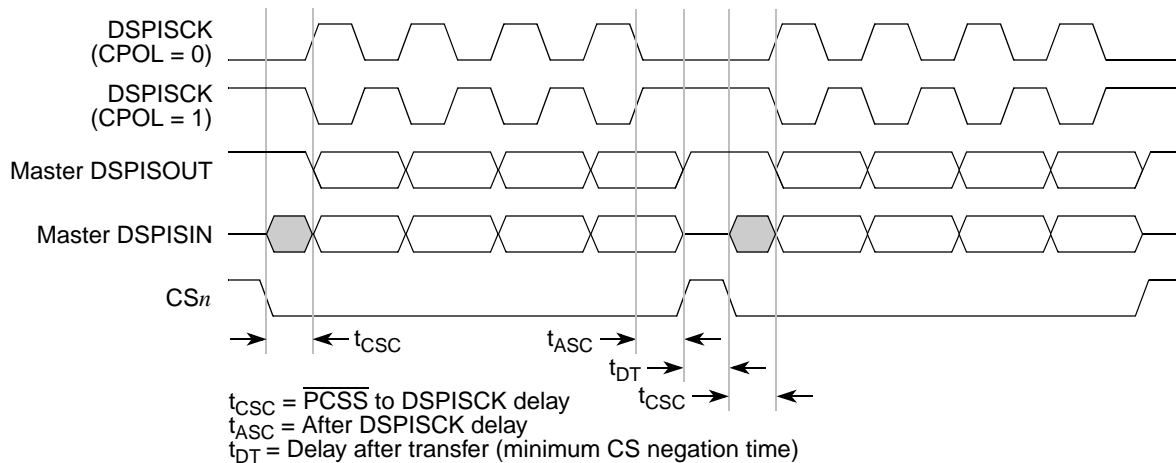 DSPISCK
(CPOL = 0)
DSPISCK
(CPOL = 1)
Master DSPISOUT
Master DSPISIN
CSn
tCSC
tASC
tDT
tCSC
tCSC = PCSS to DSPISCK delay
tASC = After DSPISCK delay
tDT = Delay after transfer (minimum CS negation time)